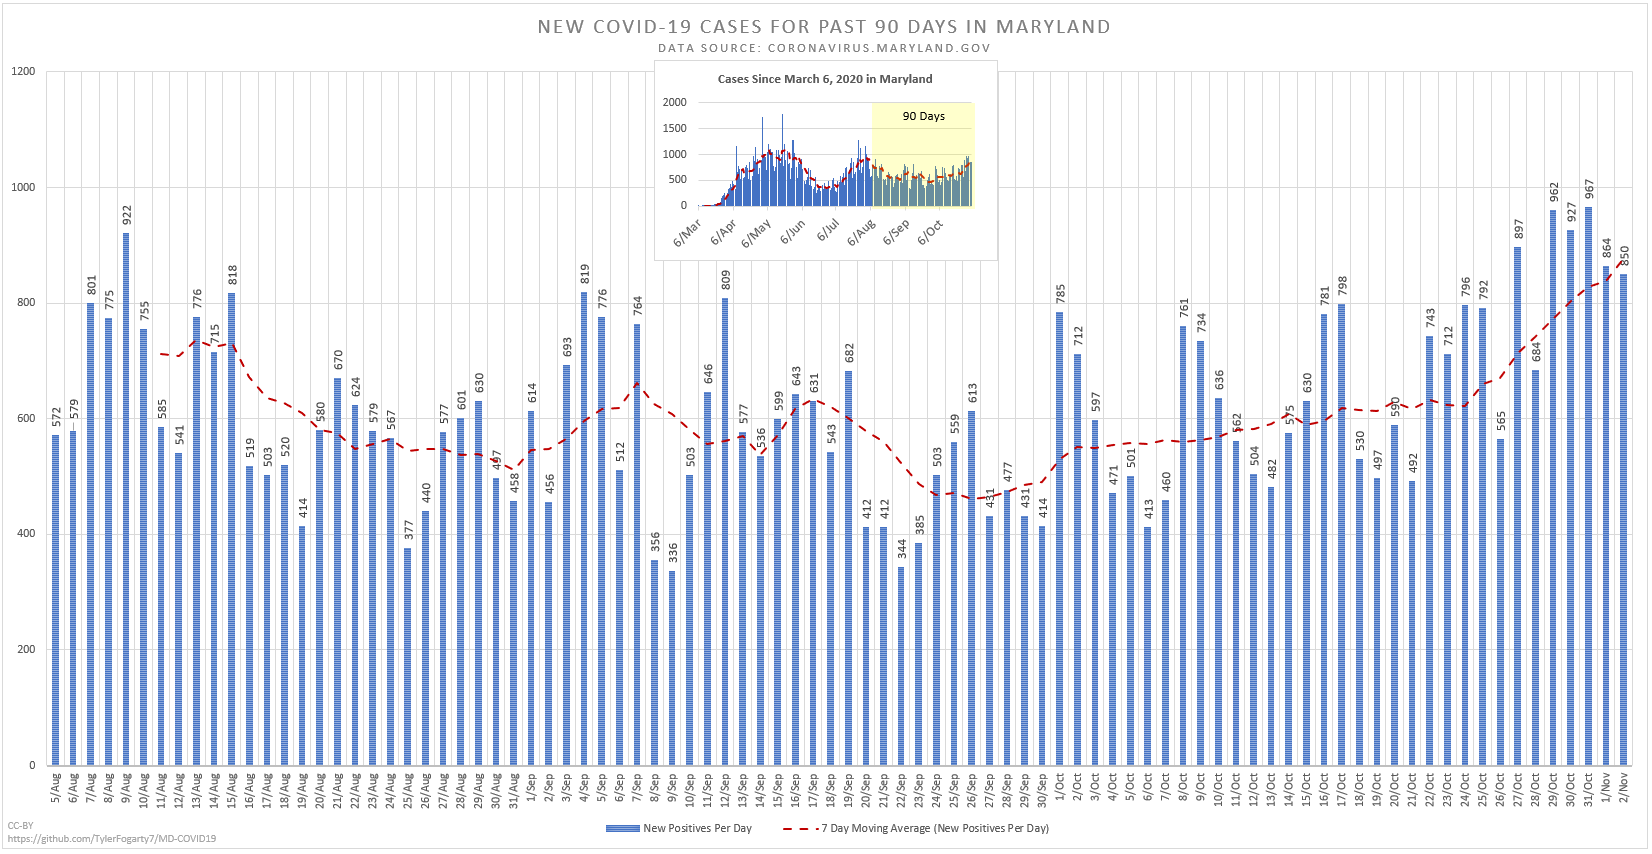 NEW COVID-19 CASES FOR PAST 90 DAYS IN MARYLAND
DATA SOURCE: CORONAVIRUS.MARYLAND.GOV
Cases Since March 6, 2020 in Maryland
90 Days
2000
1500
1000
500
0
6/Mar 6/Apr 6/May 6/Jun 6/Jul 6/Aug 6/Sep 6/Oct
1200
1000
800
600
400
200
0
572 579 801 775 922 755 585 541 776 715 818 519 503 520 414 580 670 624 579 567 377 440 577 601 630 497 458 614 456 693 819 776 512 764 356 336 503 646 809 577 536 599 643 631 543 682 412 412 344 385 503 559 613 431 477 431 414 785 712 597 471 501 413 460 761 734 636 562 504 482 575 630 781 798 530 497 590 492 743 712 796 792 565 897 684 962 927 967 864 850
5/Aug 6/Aug 7/Aug 8/Aug 9/Aug 10/Aug 11/Aug 12/Aug 13/Aug 14/Aug 15/Aug 16/Aug 17/Aug 18/Aug 19/Aug 20/Aug 21/Aug 22/Aug 23/Aug 24/Aug 25/Aug 26/Aug 27/Aug 28/Aug 29/Aug 30/Aug 31/Aug 1/Sep 2/Sep 3/Sep 4/Sep 5/Sep 6/Sep 7/Sep 8/Sep 9/Sep 10/Sep 11/Sep 12/Sep 13/Sep 14/Sep 15/Sep 16/Sep 17/Sep 18/Sep 19/Sep 20/Sep 21/Sep 22/Sep 23/Sep 24/Sep 25/Sep 26/Sep 27/Sep 28/Sep 29/Sep 30/Sep 1/Oct 2/Oct 3/Oct 4/Oct 5/Oct 6/Oct 7/Oct 8/Oct 9/Oct 10/Oct 11/Oct 12/Oct 13/Oct 14/Oct 15/Oct 16/Oct 17/Oct 18/Oct 19/Oct 20/Oct 21/Oct 22/Oct 23/Oct 24/Oct 25/Oct 26/Oct 27/Oct 28/Oct 29/Oct 30/Oct 31/Oct 1/Nov 2/Nov
New Positives Per Day 7 Day Moving Average (New Positives Per Day)
CC-BY
https://github.com/TylerFogarty7/MD-COVID19